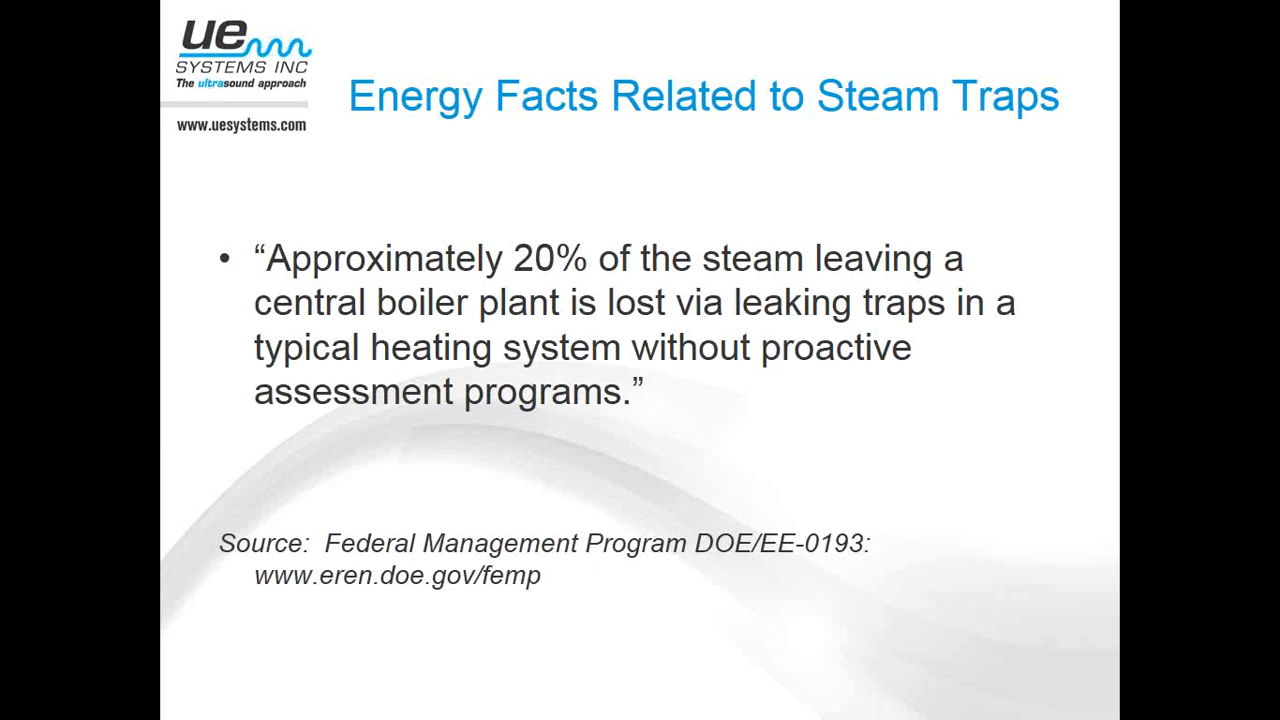 ue
SYSTEMS INC
The ultrasound approach
www.uesystems.com
Energy Facts Related to Steam Traps
• “Approximately 20% of the steam leaving a
central boiler plant is lost via leaking traps in a
typical heating system without proactive
assessment programs.”
Source:  Federal Management Program DOE/EE-0193:
www.eren.doe.gov/femp